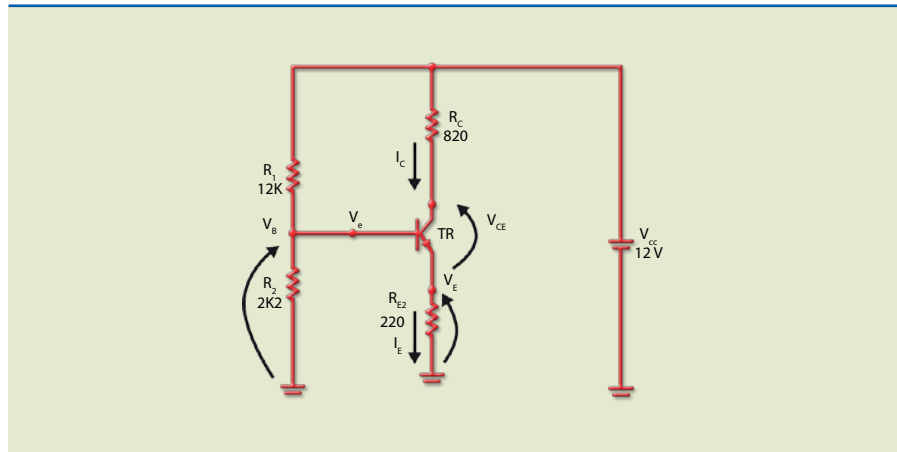 R_C
820
I_C
R_1
12K
V_B
V_e
V_CE
TR
V_cc
12 V
R_2
2K2
V_E
R_E2
220
I_E